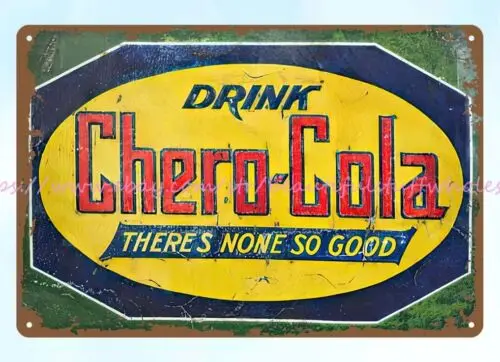 DRINK
Chero-Cola
THERE'S NONE SO GOOD